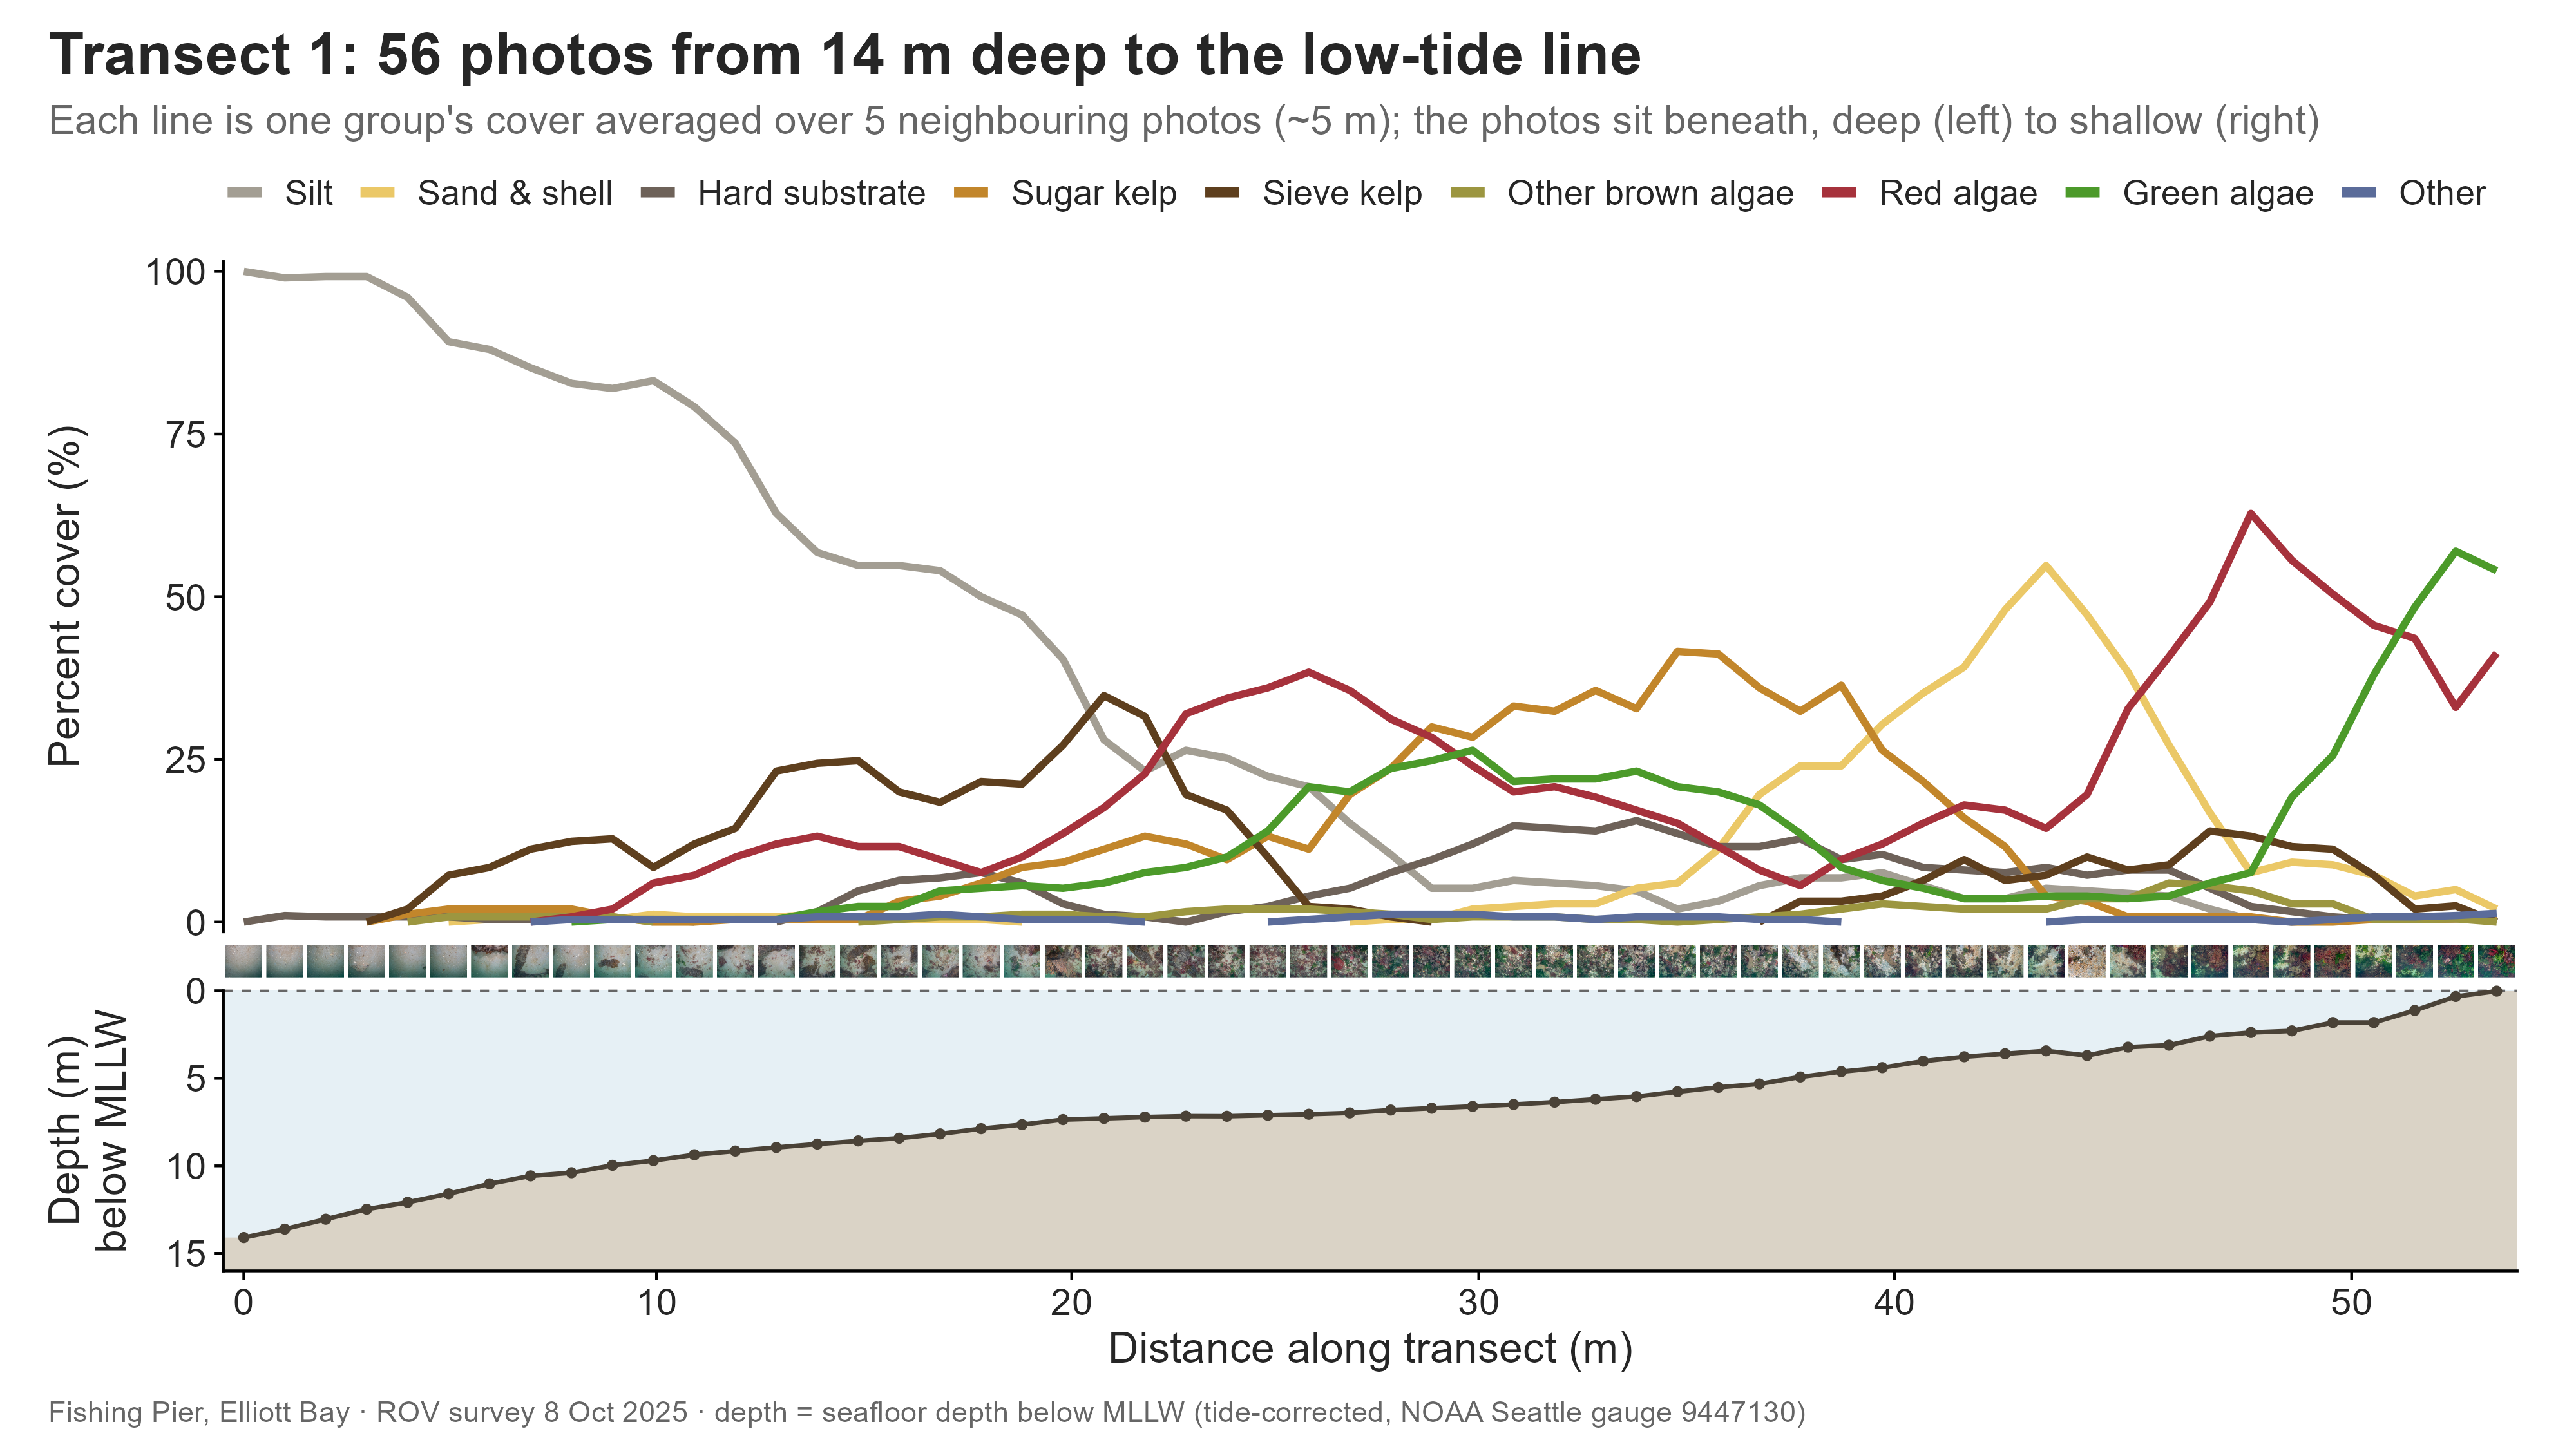 Transect 1: 56 photos from 14 m deep to the low-tide line
Each line is one group's cover averaged over 5 neighbouring photos (~5 m); the photos sit beneath, deep (left) to shallow (right)
Silt Sand & shell Hard substrate Sugar kelp Sieve kelp Other brown algae Red algae Green algae Other
Percent cover (%)
100
75
50
25
0
Depth (m)
below MLLW
0
5
10
15
0 10 20 30 40 50
Distance along transect (m)
Fishing Pier, Elliott Bay · ROV survey 8 Oct 2025 · depth = seafloor depth below MLLW (tide-corrected, NOAA Seattle gauge 9447130)